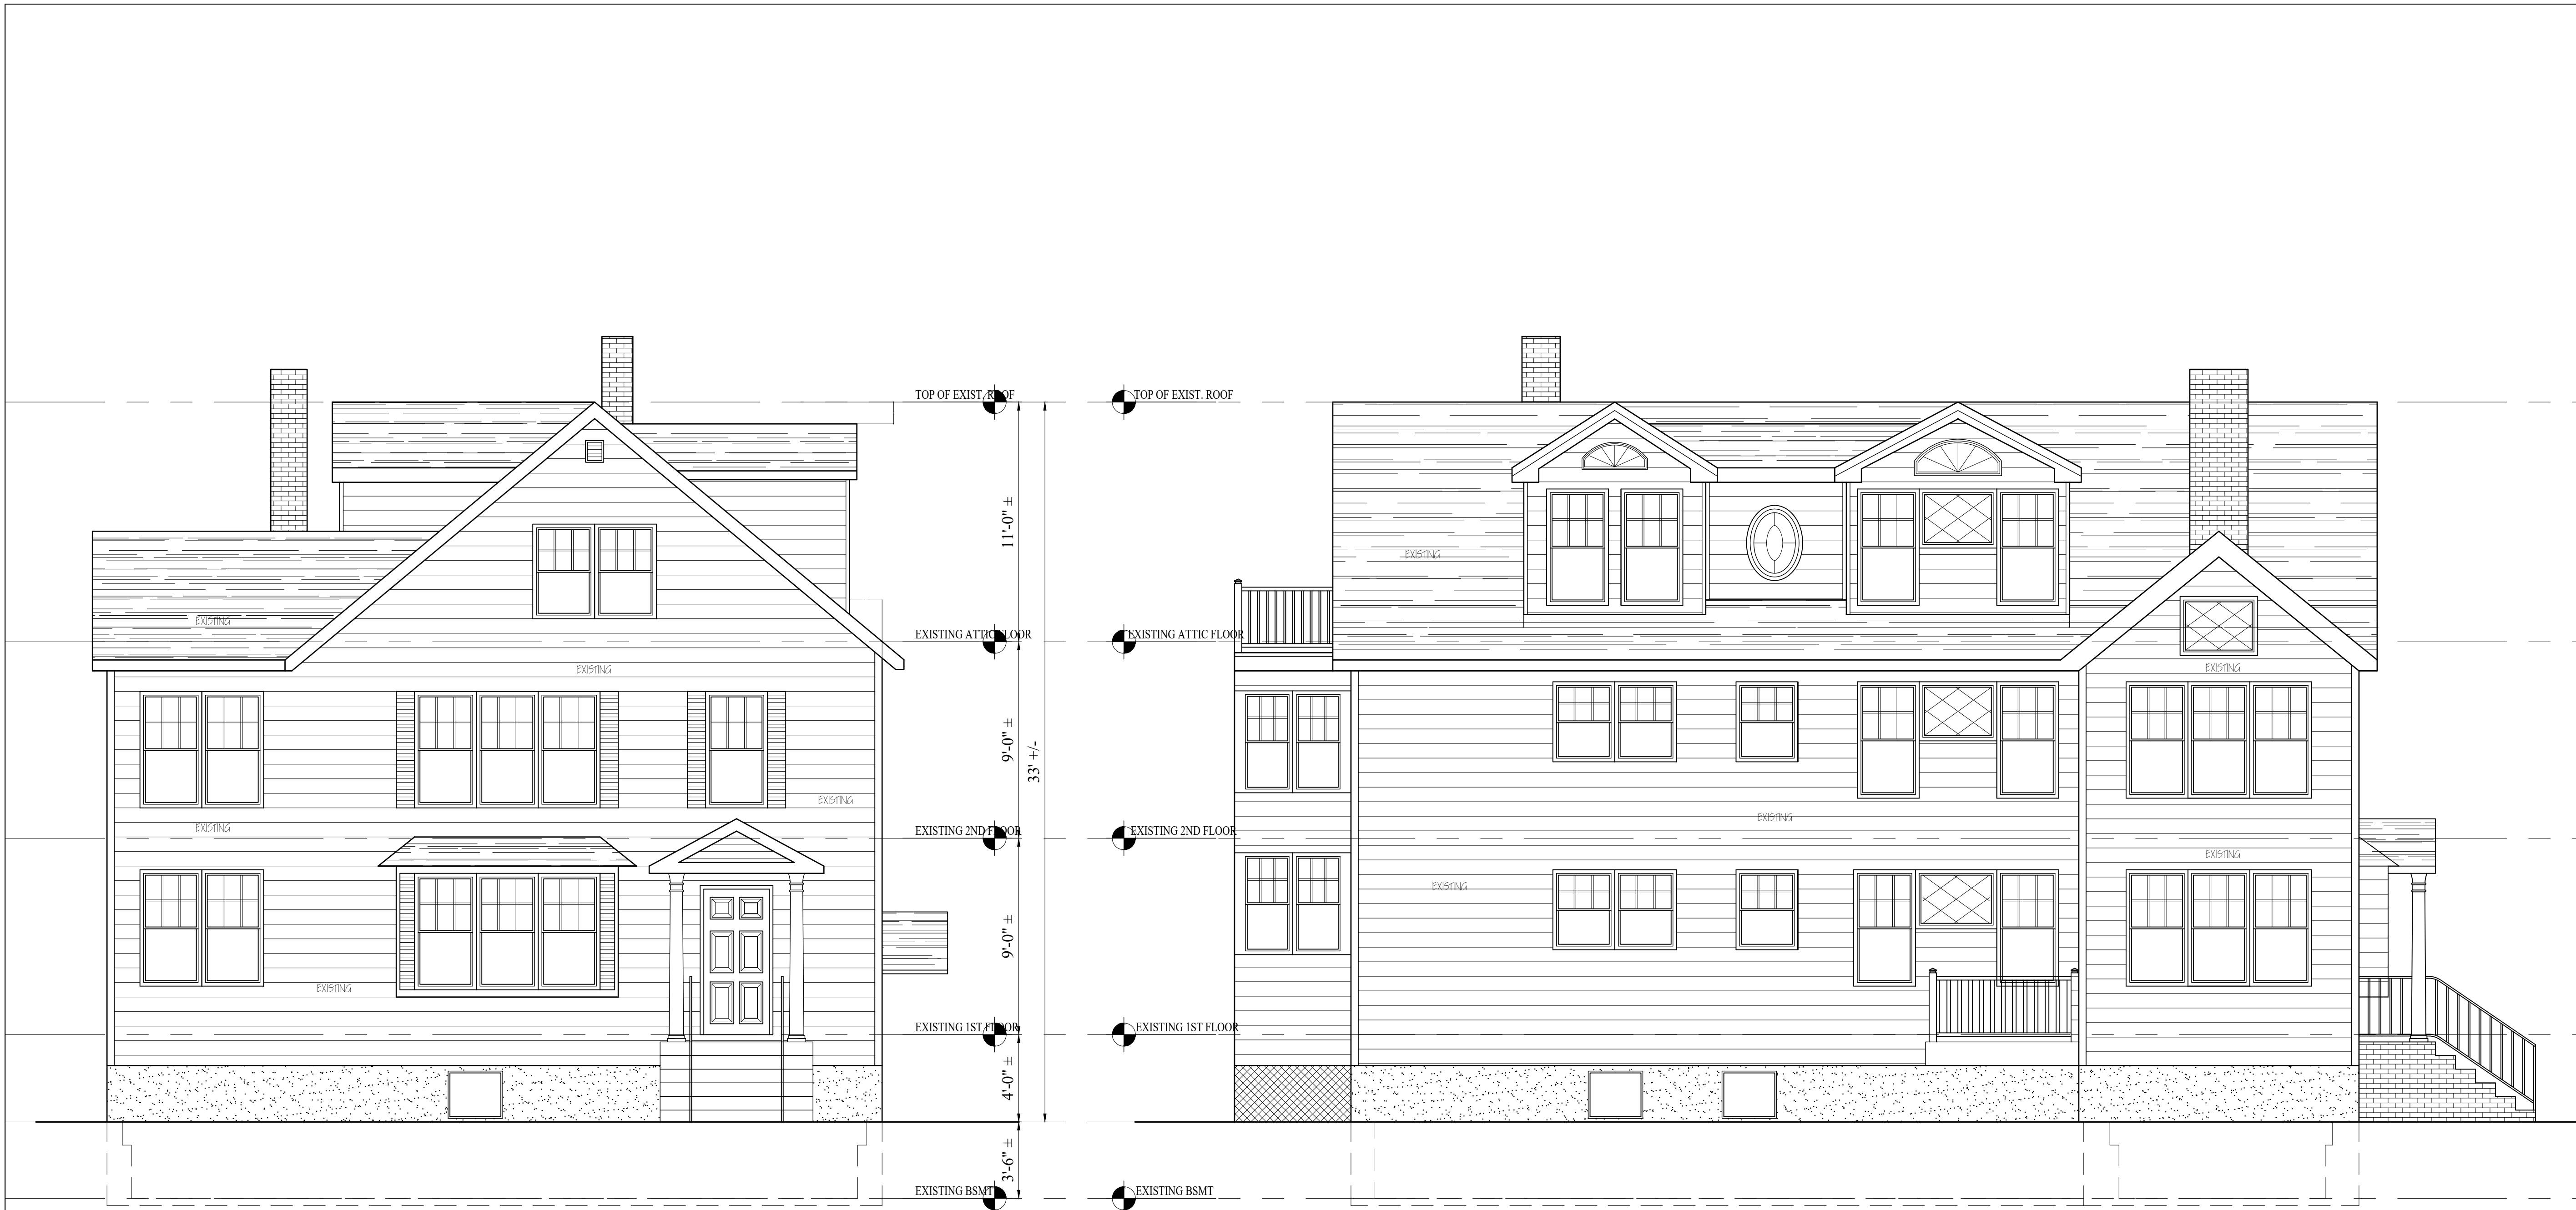 TOP OF EXIST. ROOF
TOP OF EXIST. ROOF
11'-0" ±
EXISTING
EXISTING
EXISTING ATTIC FLOOR
EXISTING ATTIC FLOOR
EXISTING
EXISTING
9'-0" ±
33' +/-
EXISTING
EXISTING
EXISTING
EXISTING 2ND FLOOR
EXISTING 2ND FLOOR
EXISTING
EXISTING
9'-0" ±
EXISTING
EXISTING 1ST FLOOR
EXISTING 1ST FLOOR
4'-0" ±
3'-6" ±
EXISTING BSMT
EXISTING BSMT